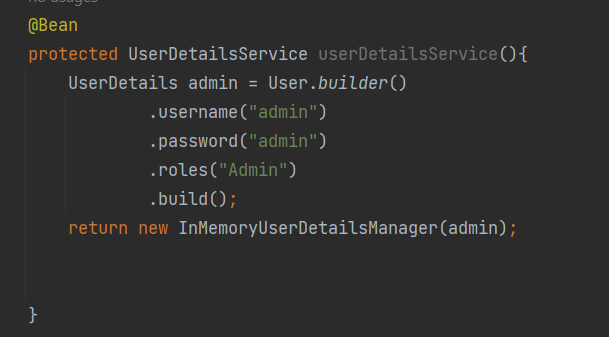 no usages
@Bean
protected UserDetailsService userDetailsService(){
UserDetails admin = User.builder()
.username("admin")
.password("admin")
.roles("Admin")
.build();
return new InMemoryUserDetailsManager(admin);
}